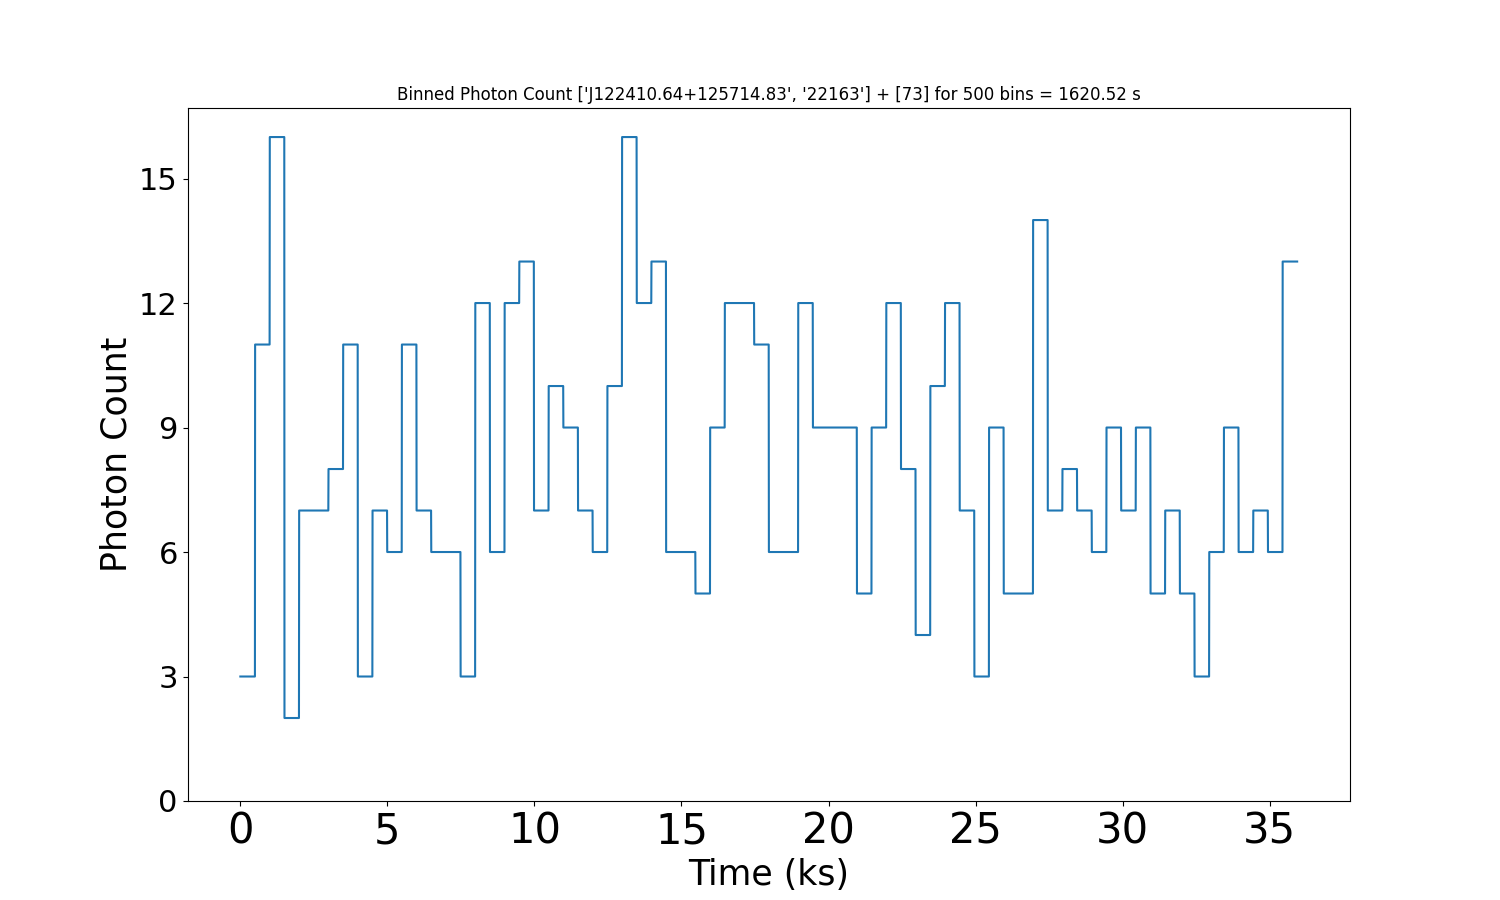 Binned Photon Count ['J122410.64+125714.83', '22163'] + [73] for 500 bins = 1620.52 s
15
12
9
6
3
0
Photon Count
0 5 10 15 20 25 30 35
Time (ks)